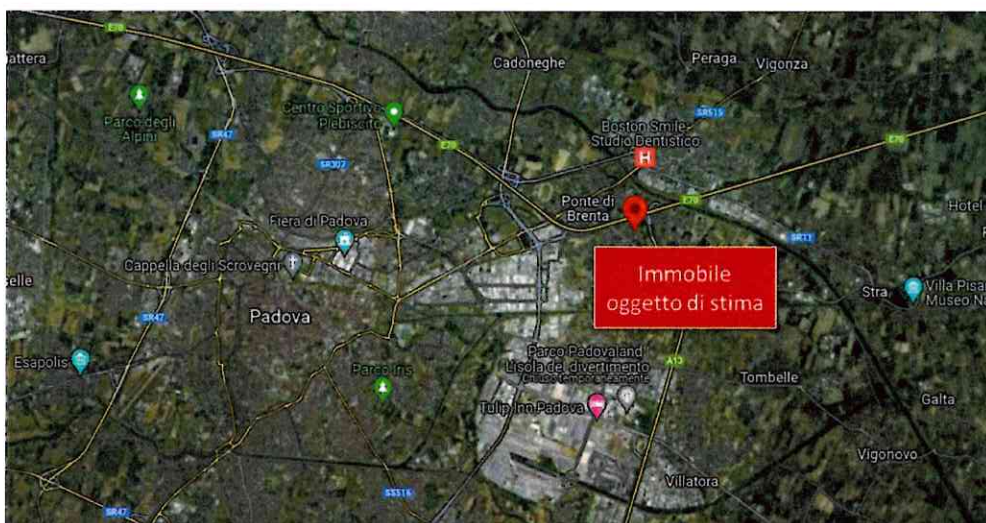 E70
Cadoneghe
Peraga
Vigonza
Parco degli
Alpini
SR47
Centro Sportivo
Plebiscito
SR515
Boston Smile
Studio Dentistico
H
SR307
E70
E70
Ponte di
Brenta
E70
Hotel
Fiera di Padova
SR11
Cappella degli Scrovegni
Immobile
oggetto di stima
Stra
Villa Pisa
Museo Na
selle
Padova
SR47
Esapolis
A13
Parco Padovaland
L'isola del divertimento
Chiuso temporaneamente
Parco Iris
Tombelle
Tulip Inn Padova
Galta
Vigonovo
Villatora
SS516
SR47